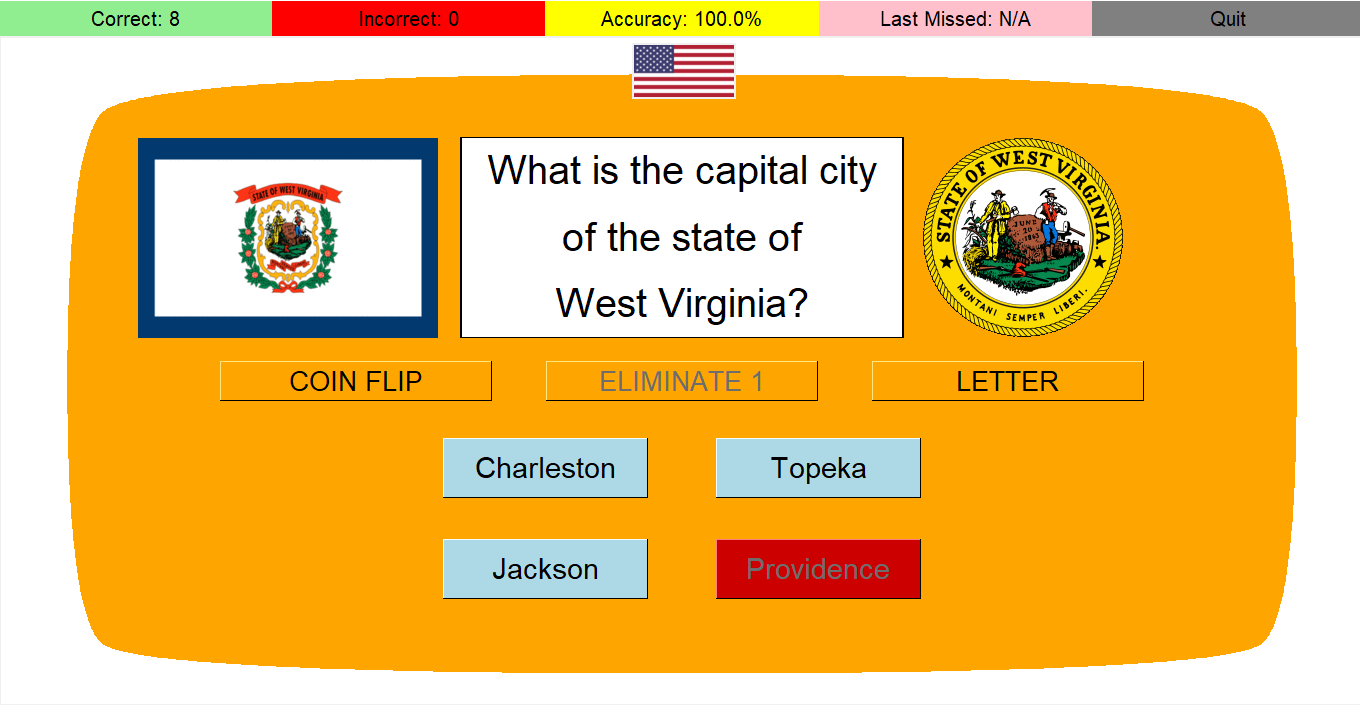 Correct: 8
Incorrect: 0
Accuracy: 100.0%
Last Missed: N/A
Quit
STATE OF WEST VIRGINIA
What is the capital city
of the state of
West Virginia?
STATE OF WEST VIRGINIA.
JUNE
20
1863
MONTANI SEMPER LIBERI.
COIN FLIP
ELIMINATE 1
LETTER
Charleston
Topeka
Jackson
Providence